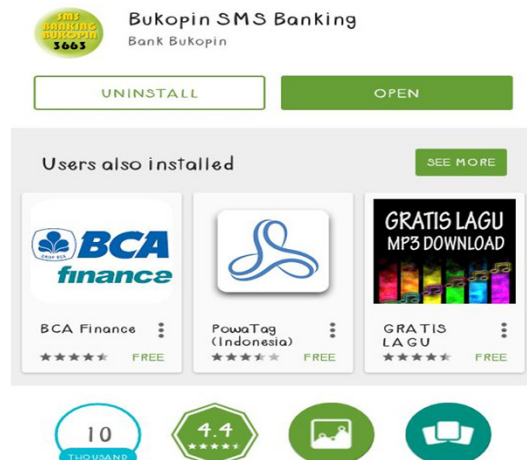 SMS
BANKING
BUKOPIN
3663
Bukopin SMS Banking
Bank Bukopin
UNINSTALL
OPEN
Users also installed
SEE MORE
BCA
finance
GRATIS LAGU
MP3 DOWNLOAD
BCA Finance
FREE
PowaTag
(Indonesia)
FREE
GRATIS
LAGU
FREE
10
THOUSAND
4.4